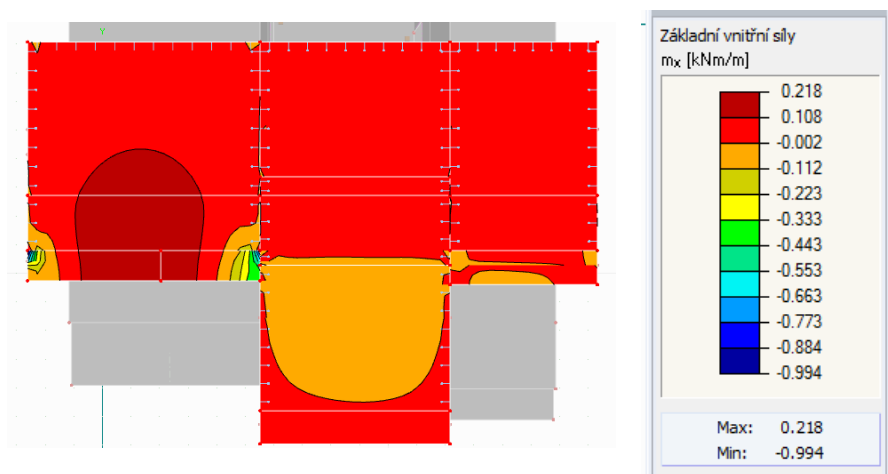 Y
Základní vnitřní síly
mx [kNm/m]
0.218
0.108
-0.002
-0.112
-0.223
-0.333
-0.443
-0.553
-0.663
-0.773
-0.884
-0.994
Max: 0.218
Min: -0.994